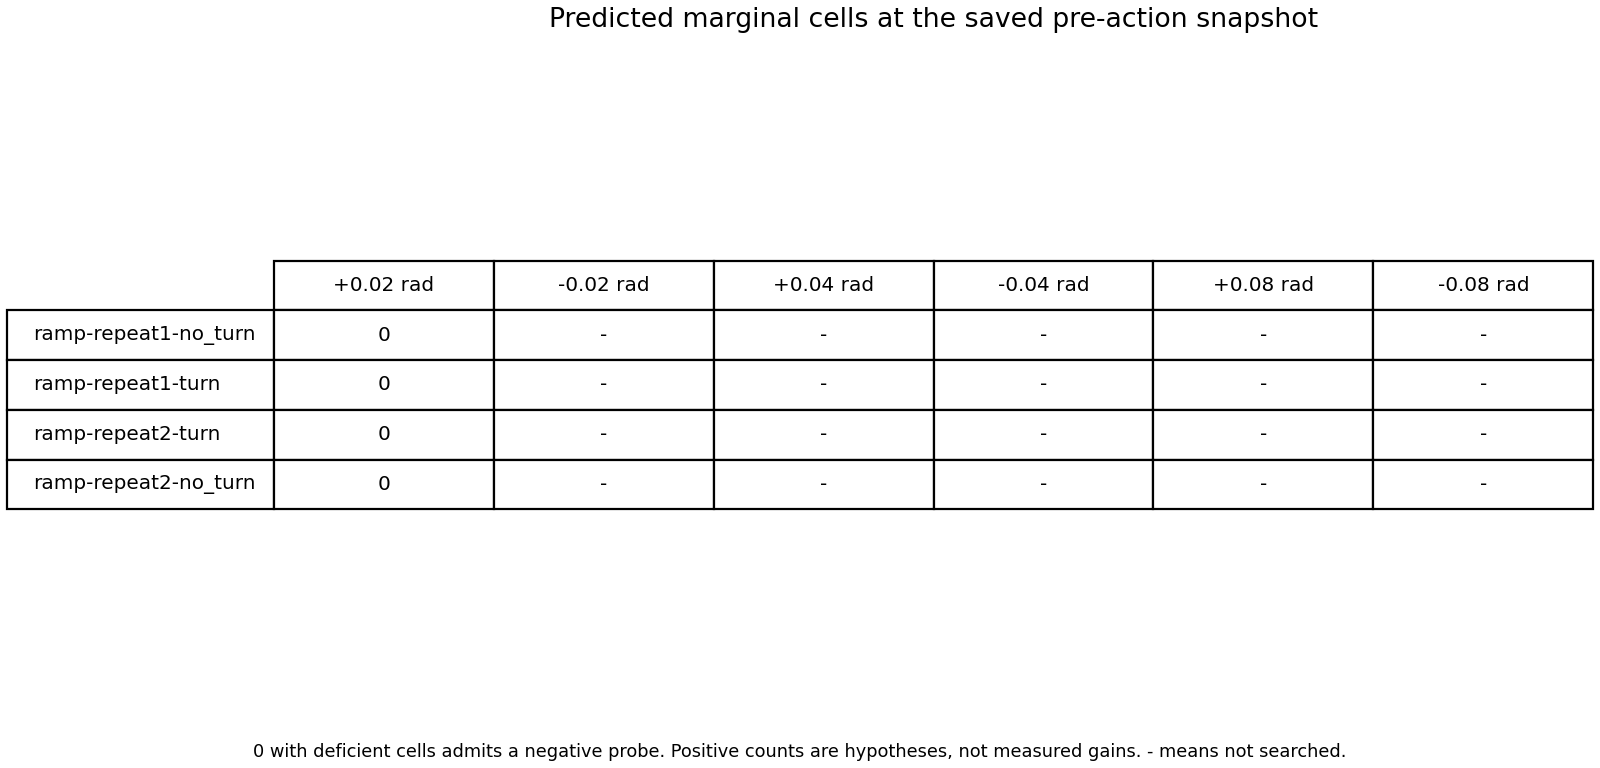 Predicted marginal cells at the saved pre-action snapshot
+0.02 rad -0.02 rad +0.04 rad -0.04 rad +0.08 rad -0.08 rad
ramp-repeat1-no_turn 0 - - - - -
ramp-repeat1-turn 0 - - - - -
ramp-repeat2-turn 0 - - - - -
ramp-repeat2-no_turn 0 - - - - -
0 with deficient cells admits a negative probe. Positive counts are hypotheses, not measured gains. - means not searched.